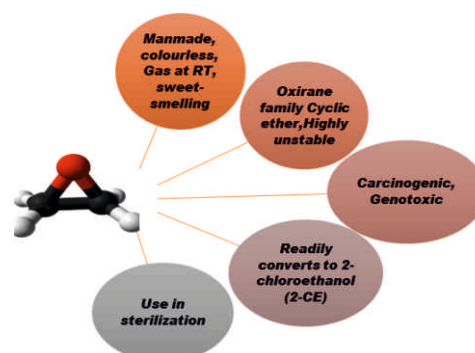 Manmade,
colourless,
Gas at RT,
sweet-
smelling
Oxirane
family Cyclic
ether,Highly
unstable
Carcinogenic,
Genotoxic
Readily
converts to 2-
chloroethanol
(2-CE)
Use in
sterilization